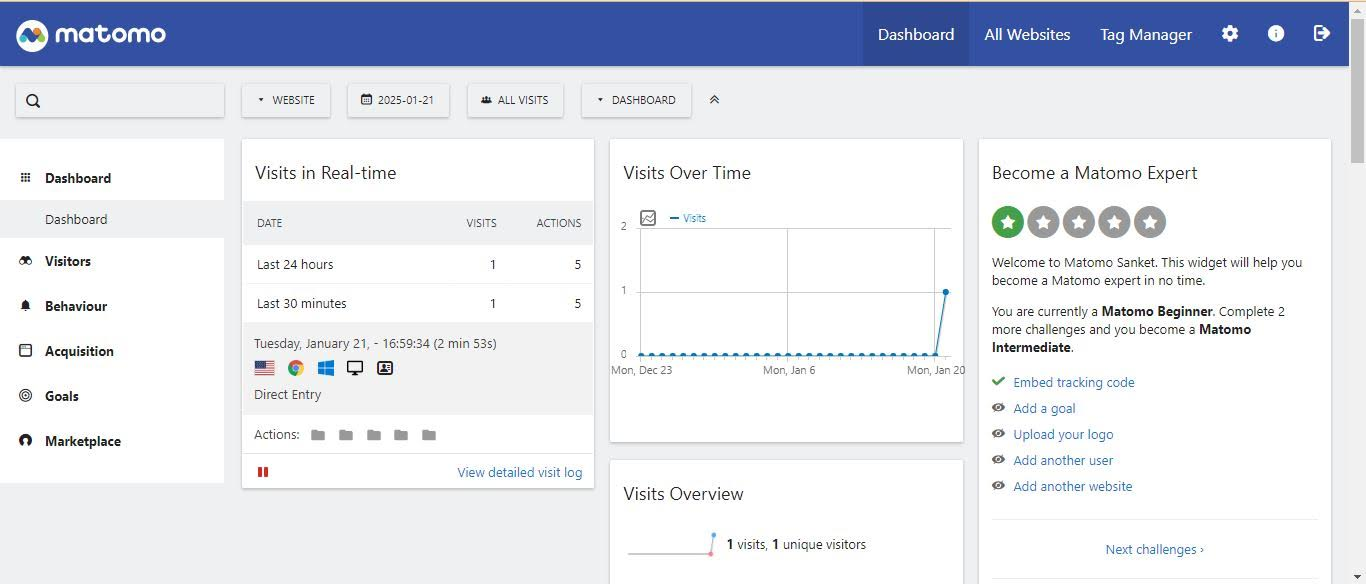 matomo
Dashboard All Websites Tag Manager
WEBSITE 2025-01-21 ALL VISITS DASHBOARD
Dashboard
Dashboard
Visitors
Behaviour
Acquisition
Goals
Marketplace
Visits in Real-time
DATE VISITS ACTIONS
Last 24 hours 1 5
Last 30 minutes 1 5
Tuesday, January 21, - 16:59:34 (2 min 53s)
Direct Entry
Actions:
View detailed visit log
Visits Over Time
Visits
2
1
0
Mon, Dec 23 Mon, Jan 6 Mon, Jan 20
Visits Overview
1 visits, 1 unique visitors
Become a Matomo Expert
Welcome to Matomo Sanket. This widget will help you
become a Matomo expert in no time.
You are currently a Matomo Beginner. Complete 2
more challenges and you become a Matomo
Intermediate.
Embed tracking code
Add a goal
Upload your logo
Add another user
Add another website
Next challenges ›